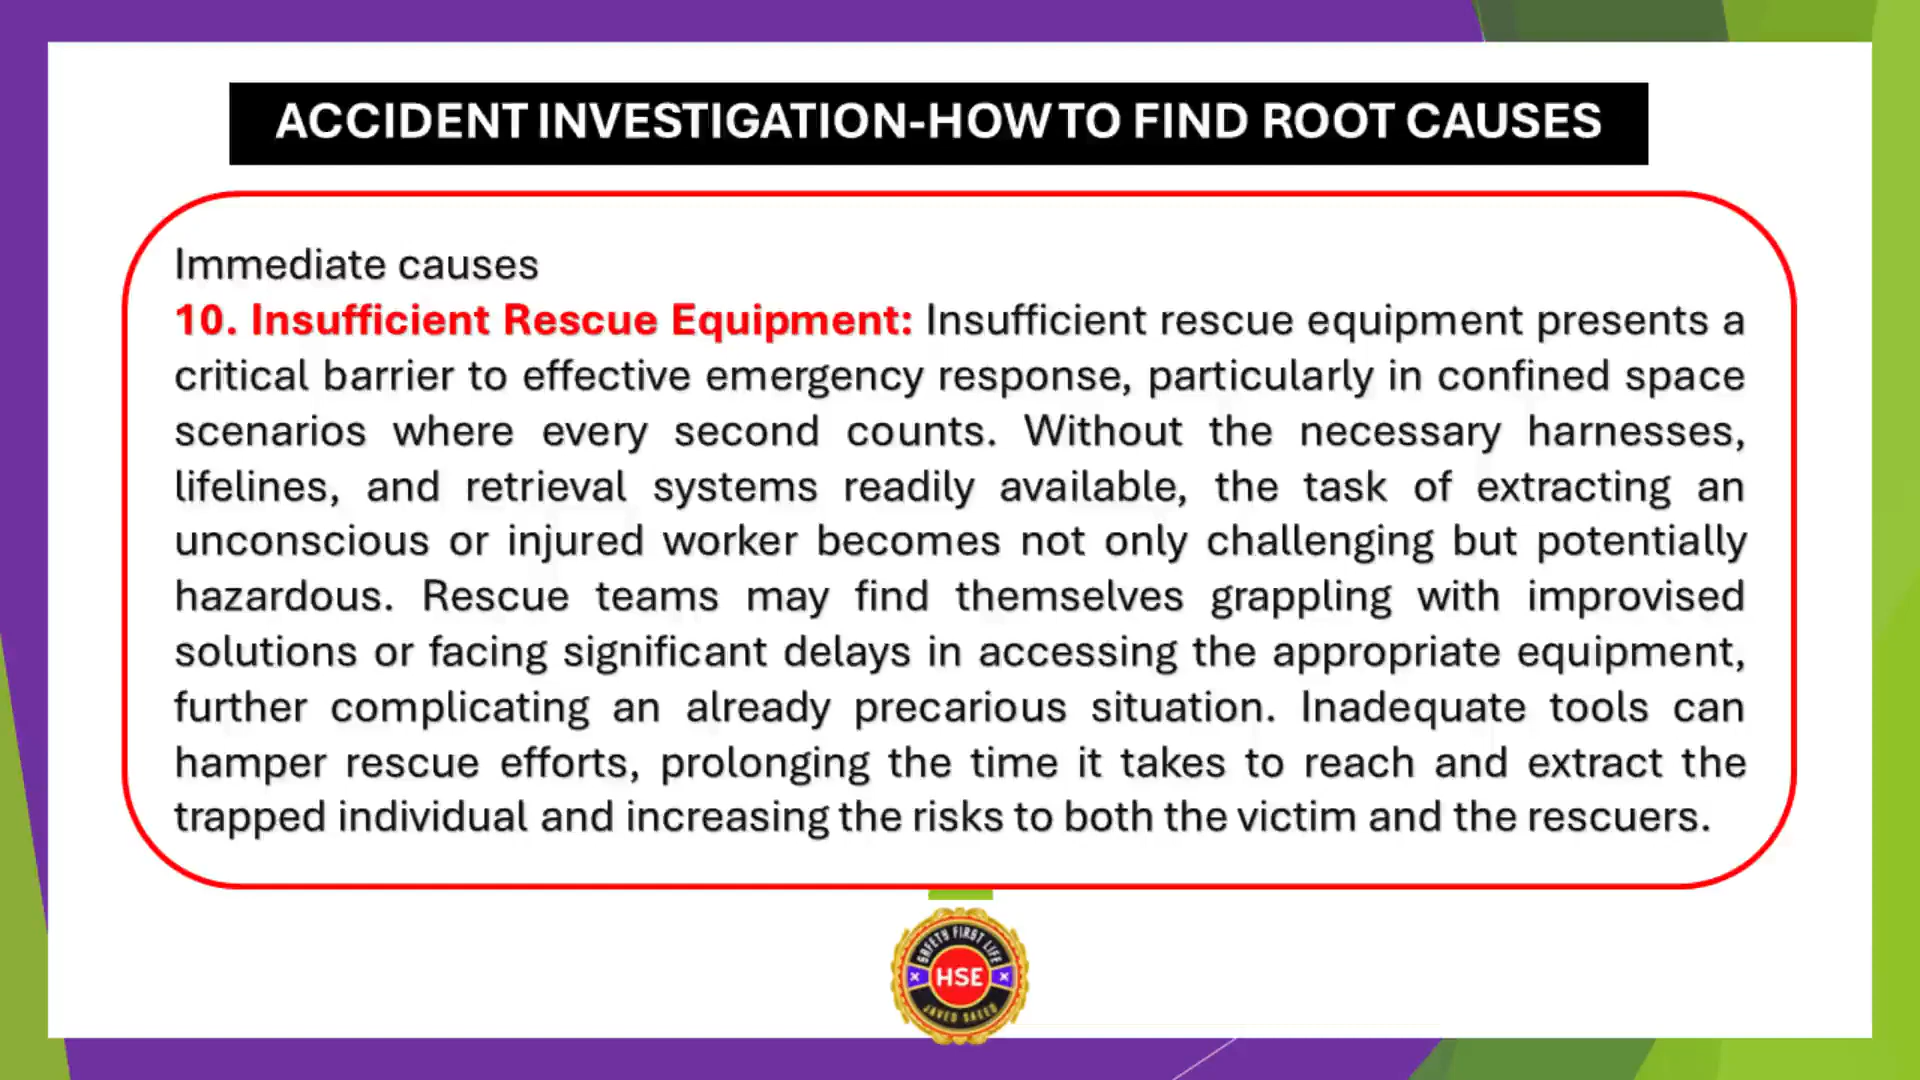 ACCIDENT INVESTIGATION-HOW TO FIND ROOT CAUSES
Immediate causes
10. Insufficient Rescue Equipment: Insufficient rescue equipment presents a
critical barrier to effective emergency response, particularly in confined space
scenarios where every second counts. Without the necessary harnesses,
lifelines, and retrieval systems readily available, the task of extracting an
unconscious or injured worker becomes not only challenging but potentially
hazardous. Rescue teams may find themselves grappling with improvised
solutions or facing significant delays in accessing the appropriate equipment,
further complicating an already precarious situation. Inadequate tools can
hamper rescue efforts, prolonging the time it takes to reach and extract the
trapped individual and increasing the risks to both the victim and the rescuers.
SAFETY FIRST LIFE
HSE
JAVED SAEED